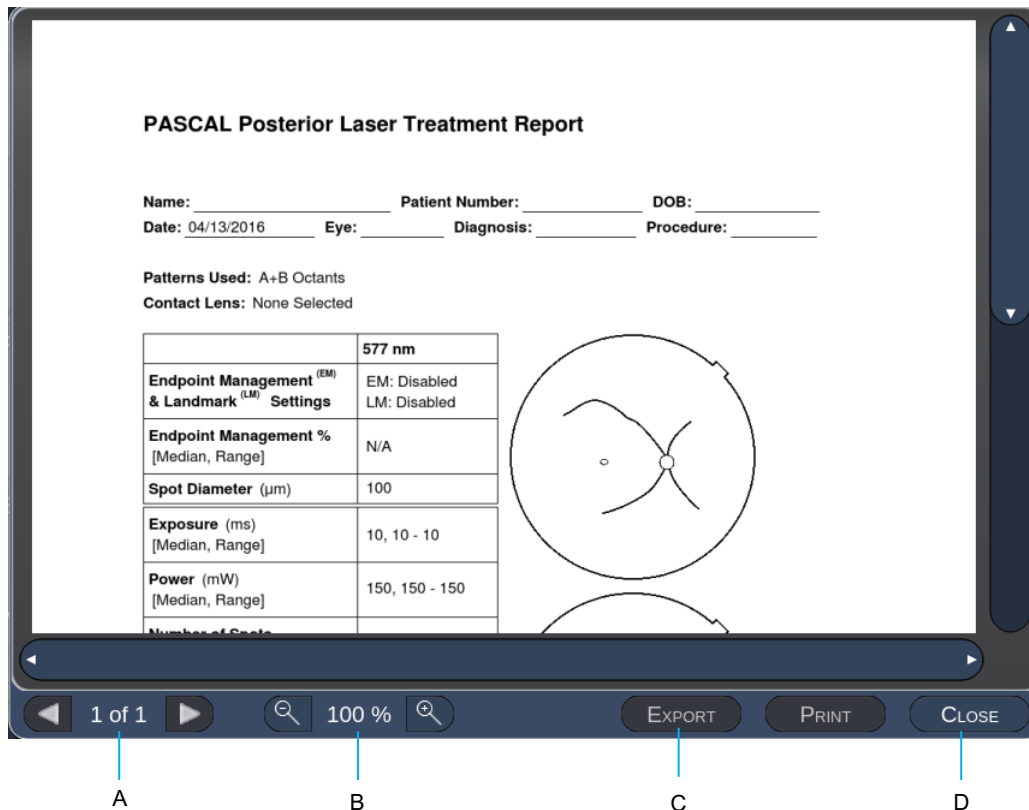 PASCAL Posterior Laser Treatment Report
Name: Patient Number: DOB:
Date: 04/13/2016 Eye: Diagnosis: Procedure:
Patterns Used: A+B Octants
Contact Lens: None Selected
577 nm
Endpoint Management (EM)
& Landmark (LM) Settings
EM: Disabled
LM: Disabled
Endpoint Management %
[Median, Range]
N/A
Spot Diameter (µm) 100
Exposure (ms)
[Median, Range]
10, 10 - 10
Power (mW)
[Median, Range]
150, 150 - 150
Number of Spots
1 of 1 100 % EXPORT PRINT CLOSE
A B C D